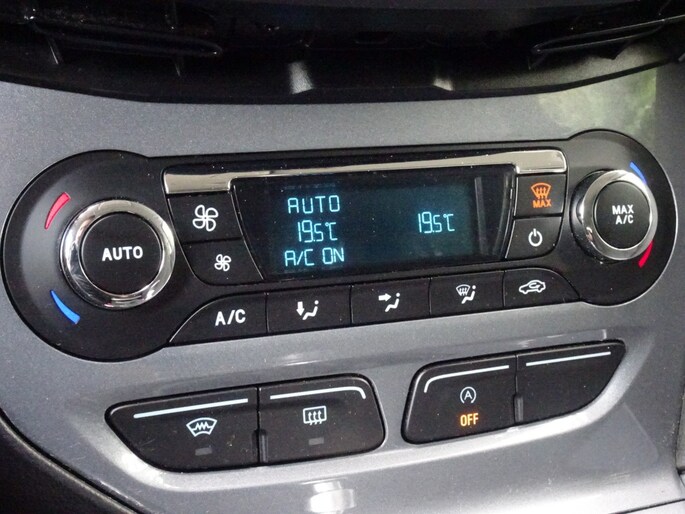 AUTO
AUTO
19.5°C
A/C ON
19.5°C
MAX
MAX
A/C
A/C
A
OFF